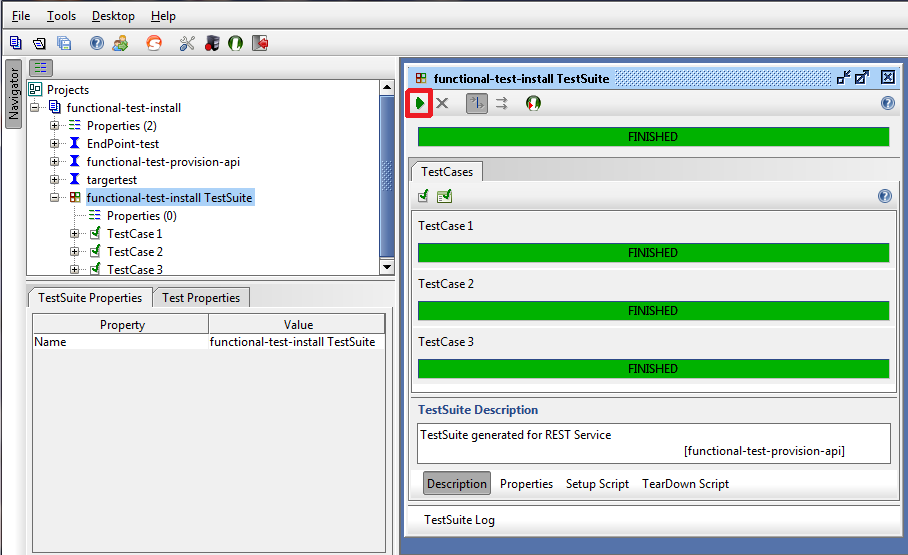 File Tools Desktop Help
Navigator
Projects
functional-test-install
Properties (2)
EndPoint-test
functional-test-provision-api
targertest
functional-test-install TestSuite
Properties (0)
TestCase 1
TestCase 2
TestCase 3
TestSuite Properties Test Properties
Property Value
Name functional-test-install TestSuite
functional-test-install TestSuite
FINISHED
TestCases
TestCase 1
FINISHED
TestCase 2
FINISHED
TestCase 3
FINISHED
TestSuite Description
TestSuite generated for REST Service
[functional-test-provision-api]
Description Properties Setup Script TearDown Script
TestSuite Log